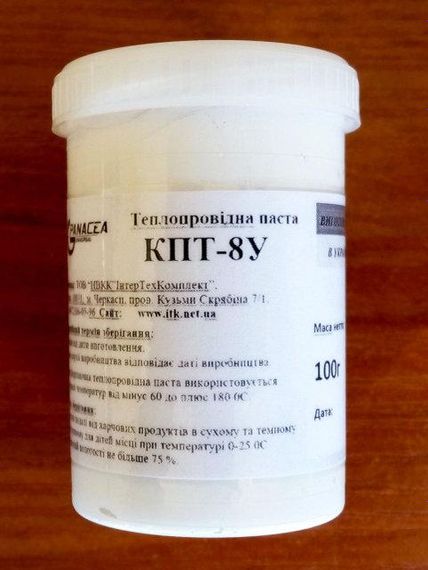 PANACEA
Теплопровідна паста
КПТ-8У
ТОВ "НВКК"ІнтерТехКомплект".
м. Черкаси, пров. Кузьми Скрябіна 7/1.
Сайт: www.itk.net.ua
термін зберігання:
дати виготовлення.
виробництва відповідає даті виробництва
теплопровідна паста використовується
температур від мінус 60 до плюс 180 0С
від харчових продуктів в сухому та темному
для дітей місці при температурі 0-25 0С
вологості не більше 75 %.
В УКРА
Маса нетто
100г
Дата: